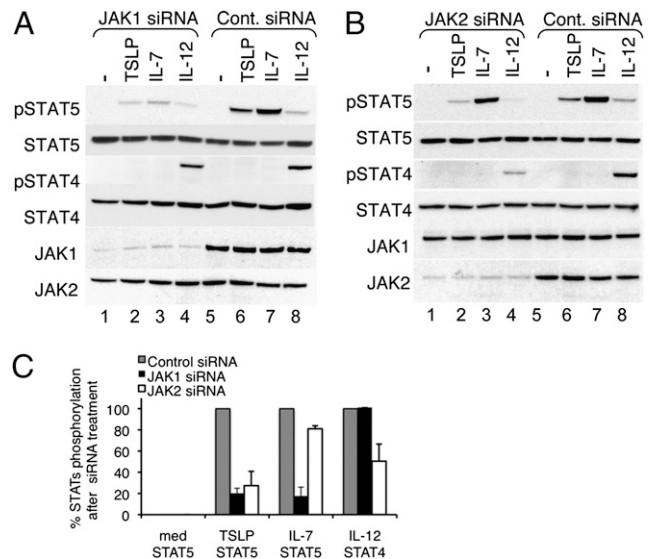 A
JAK1 siRNA Cont. siRNA
- TSLP IL-7 IL-12 - TSLP IL-7 IL-12
pSTAT5
STAT5
pSTAT4
STAT4
JAK1
JAK2
1 2 3 4 5 6 7 8
B
JAK2 siRNA Cont. siRNA
- TSLP IL-7 IL-12 - TSLP IL-7 IL-12
pSTAT5
STAT5
pSTAT4
STAT4
JAK1
JAK2
1 2 3 4 5 6 7 8
C
Control siRNA
JAK1 siRNA
JAK2 siRNA
% STATs phosphorylation
after siRNA treatment
100
80
60
40
20
0
med TSLP IL-7 IL-12
STAT5 STAT5 STAT5 STAT4